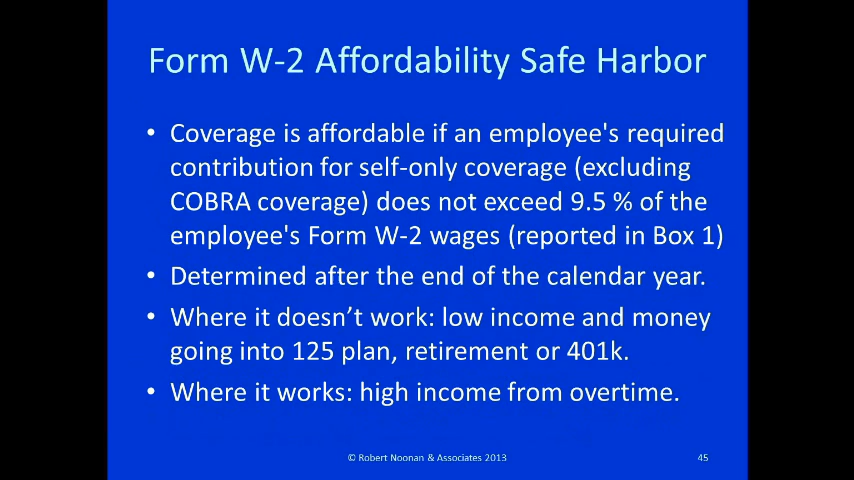 Form W-2 Affordability Safe Harbor
• Coverage is affordable if an employee's required
contribution for self-only coverage (excluding
COBRA coverage) does not exceed 9.5 % of the
employee's Form W-2 wages (reported in Box 1)
• Determined after the end of the calendar year.
• Where it doesn’t work: low income and money
going into 125 plan, retirement or 401k.
• Where it works: high income from overtime.
© Robert Noonan & Associates 2013
45